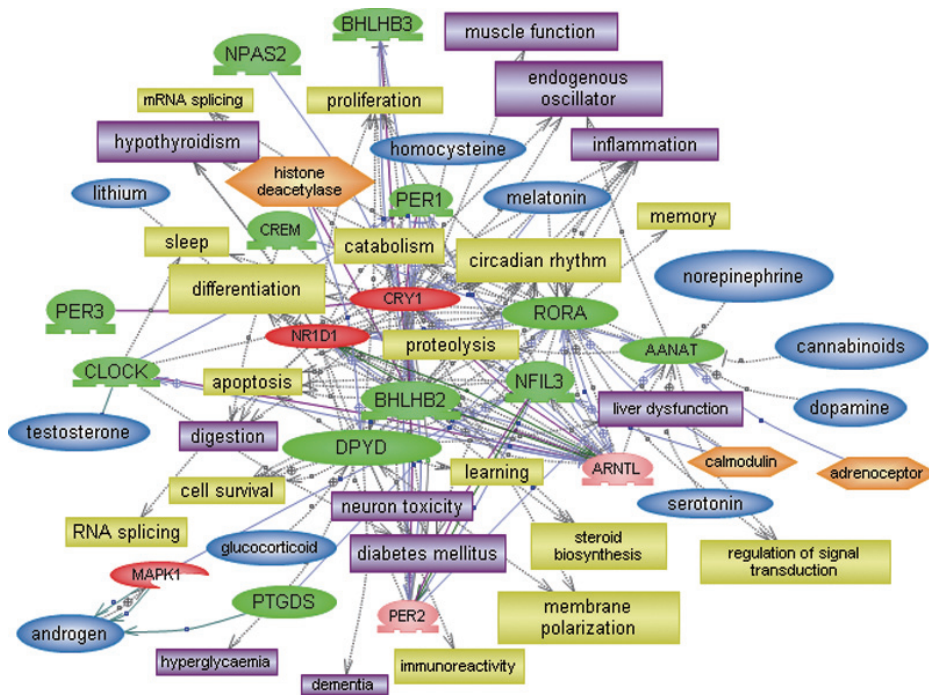 BHLHB3
muscle function
NPAS2
endogenous
oscillator
mRNA splicing
proliferation
hypothyroidism
homocysteine
inflammation
histone
deacetylase
lithium
PER1
melatonin
memory
CREM
sleep
catabolism
circadian rhythm
norepinephrine
differentiation
CRY1
PER3
RORA
NR1D1
proteolysis
AANAT
cannabinoids
CLOCK
apoptosis
NFIL3
BHLHB2
liver dysfunction
dopamine
testosterone
digestion
DPYD
ARNTL
calmodulin
adrenoceptor
learning
cell survival
neuron toxicity
serotonin
RNA splicing
glucocorticoid
diabetes mellitus
steroid
biosynthesis
regulation of signal
transduction
MAPK1
PTGDS
PER2
membrane
polarization
androgen
hyperglycaemia
immunoreactivity
dementia